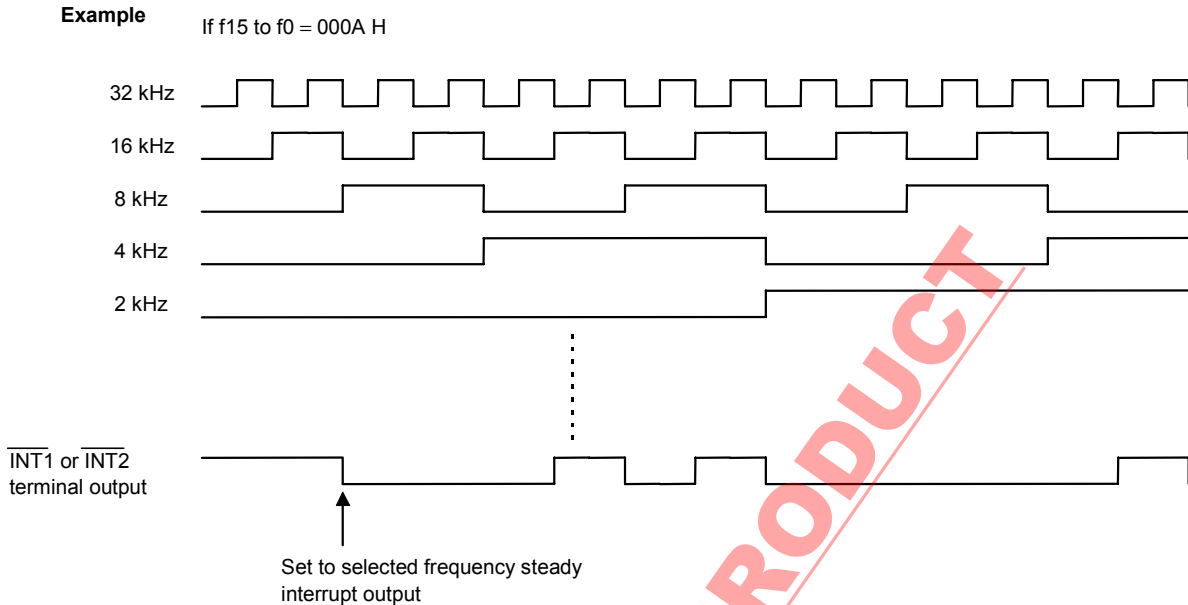 Example
If f15 to f0 = 000A H
32 kHz
16 kHz
8 kHz
4 kHz
2 kHz
INT1 or INT2
terminal output
Set to selected frequency steady
interrupt output
RODUCT